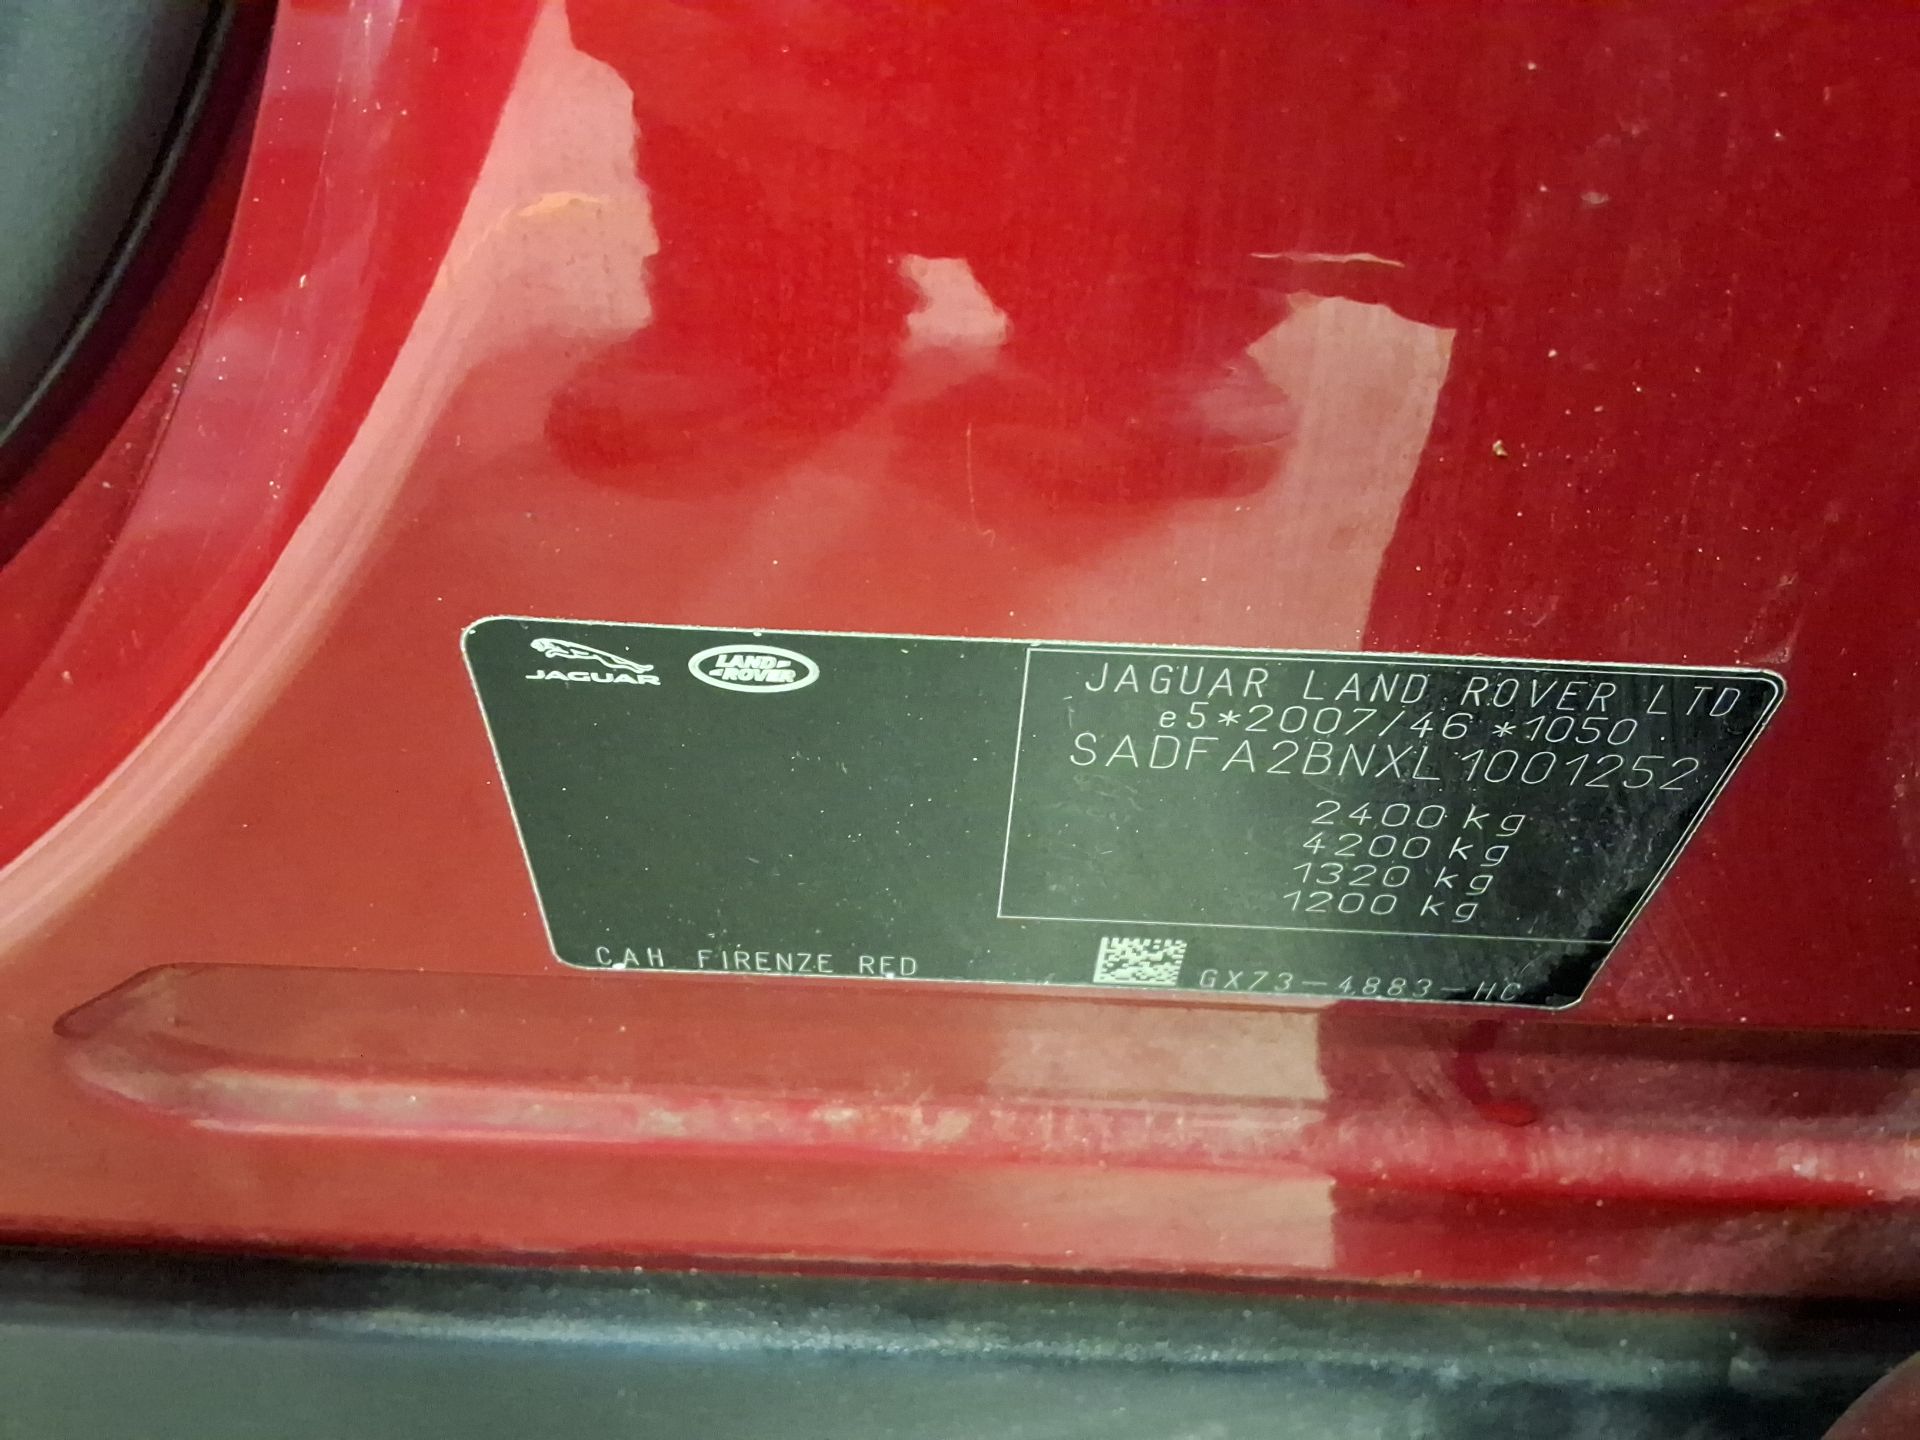 JAGUAR
LAND
ROVER
JAGUAR LAND ROVER LTD
e5*2007/46*1050
SADFA2BNXL1001252
2400 kg
4200 kg
1320 kg
1200 kg
CAH FIRENZE RED
GX73-4883-HC